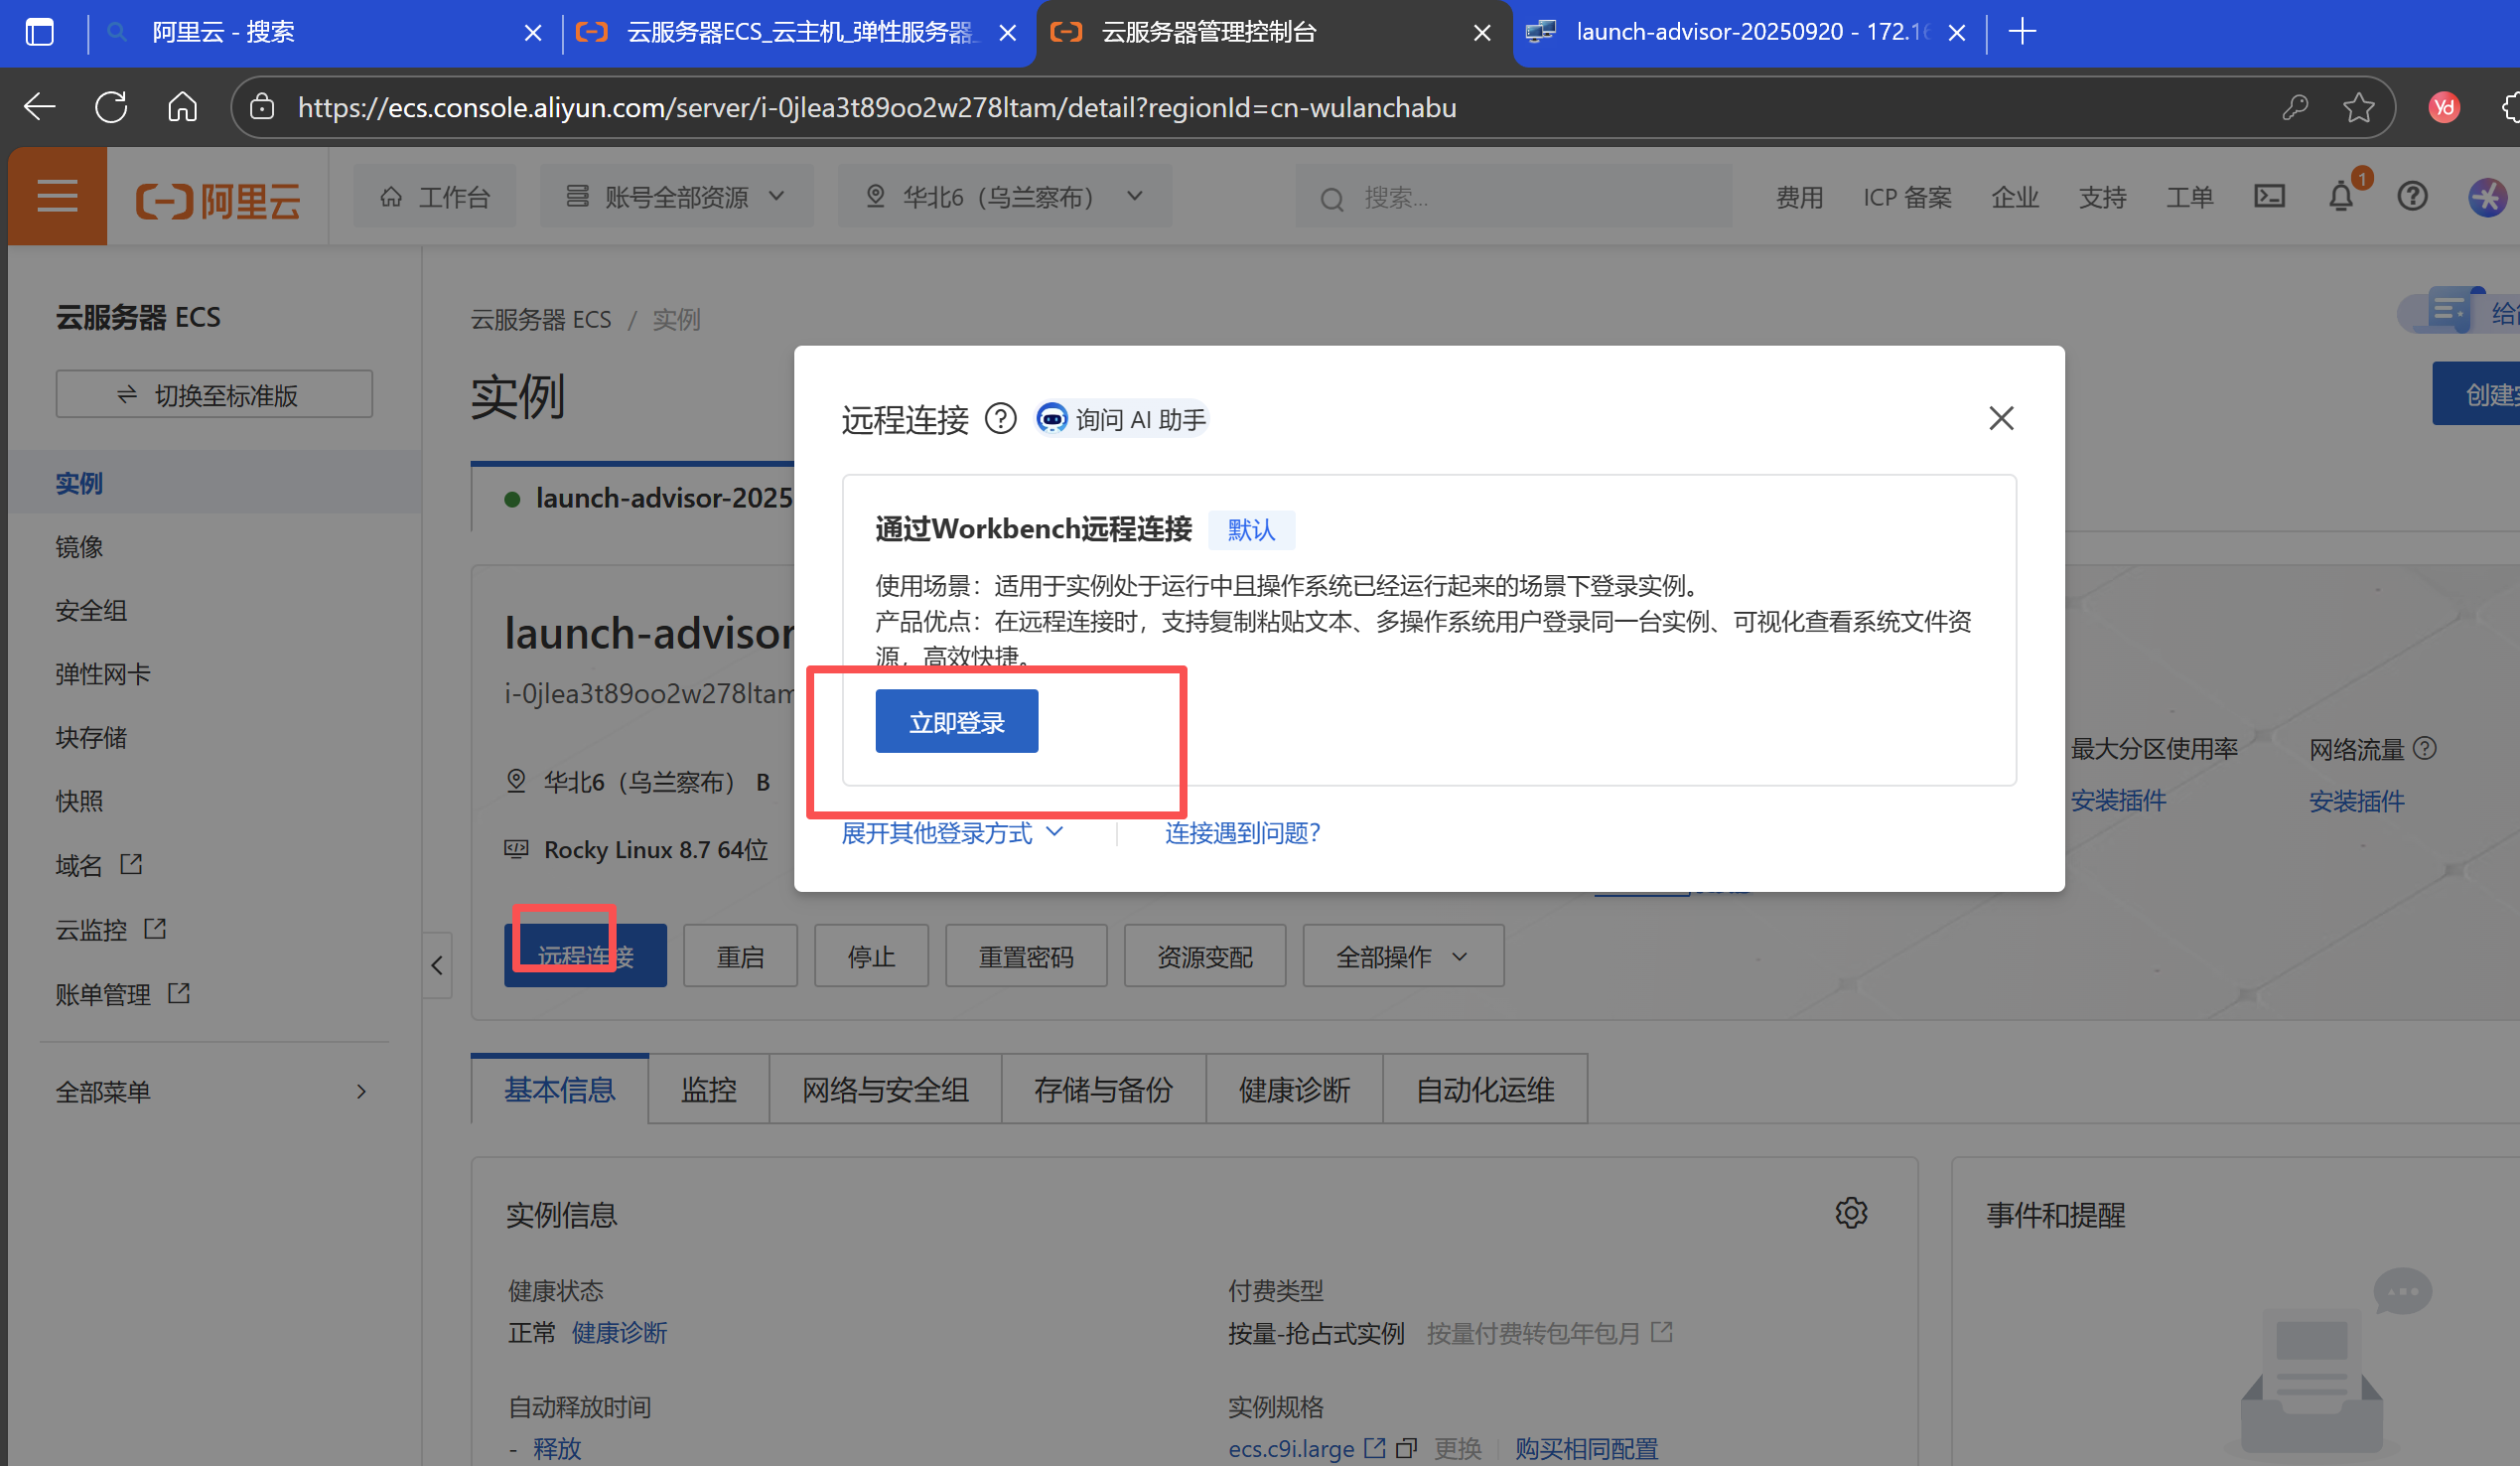 阿里云 - 搜索
云服务器ECS_云主机_弹性服务器_
云服务器管理控制台
launch-advisor-20250920 - 172.16
https://ecs.console.aliyun.com/server/i-0jlea3t89oo2w278ltam/detail?regionId=cn-wulanchabu
Yd
阿里云
工作台
账号全部资源
华北6（乌兰察布）
搜索...
费用
ICP 备案
企业
支持
工单
1
云服务器 ECS
切换至标准版
实例
镜像
安全组
弹性网卡
块存储
快照
域名
云监控
账单管理
全部菜单
云服务器 ECS / 实例
实例
创建
launch-advisor-2025
launch-advisor
i-0jlea3t89oo2w278ltam
华北6（乌兰察布） B
Rocky Linux 8.7 64位
远程连接
重启
停止
重置密码
资源变配
全部操作
远程连接
询问 AI 助手
通过Workbench远程连接
默认
使用场景：适用于实例处于运行中且操作系统已经运行起来的场景下登录实例。
产品优点：在远程连接时，支持复制粘贴文本、多操作系统用户登录同一台实例、可视化查看系统文件资
源，高效快捷。
立即登录
展开其他登录方式
连接遇到问题？
最大分区使用率
网络流量
安装插件
安装插件
基本信息
监控
网络与安全组
存储与备份
健康诊断
自动化运维
实例信息
健康状态
正常 健康诊断
付费类型
按量-抢占式实例 按量付费转包年包月
自动释放时间
- 释放
实例规格
ecs.c9i.large 更换 购买相同配置
事件和提醒